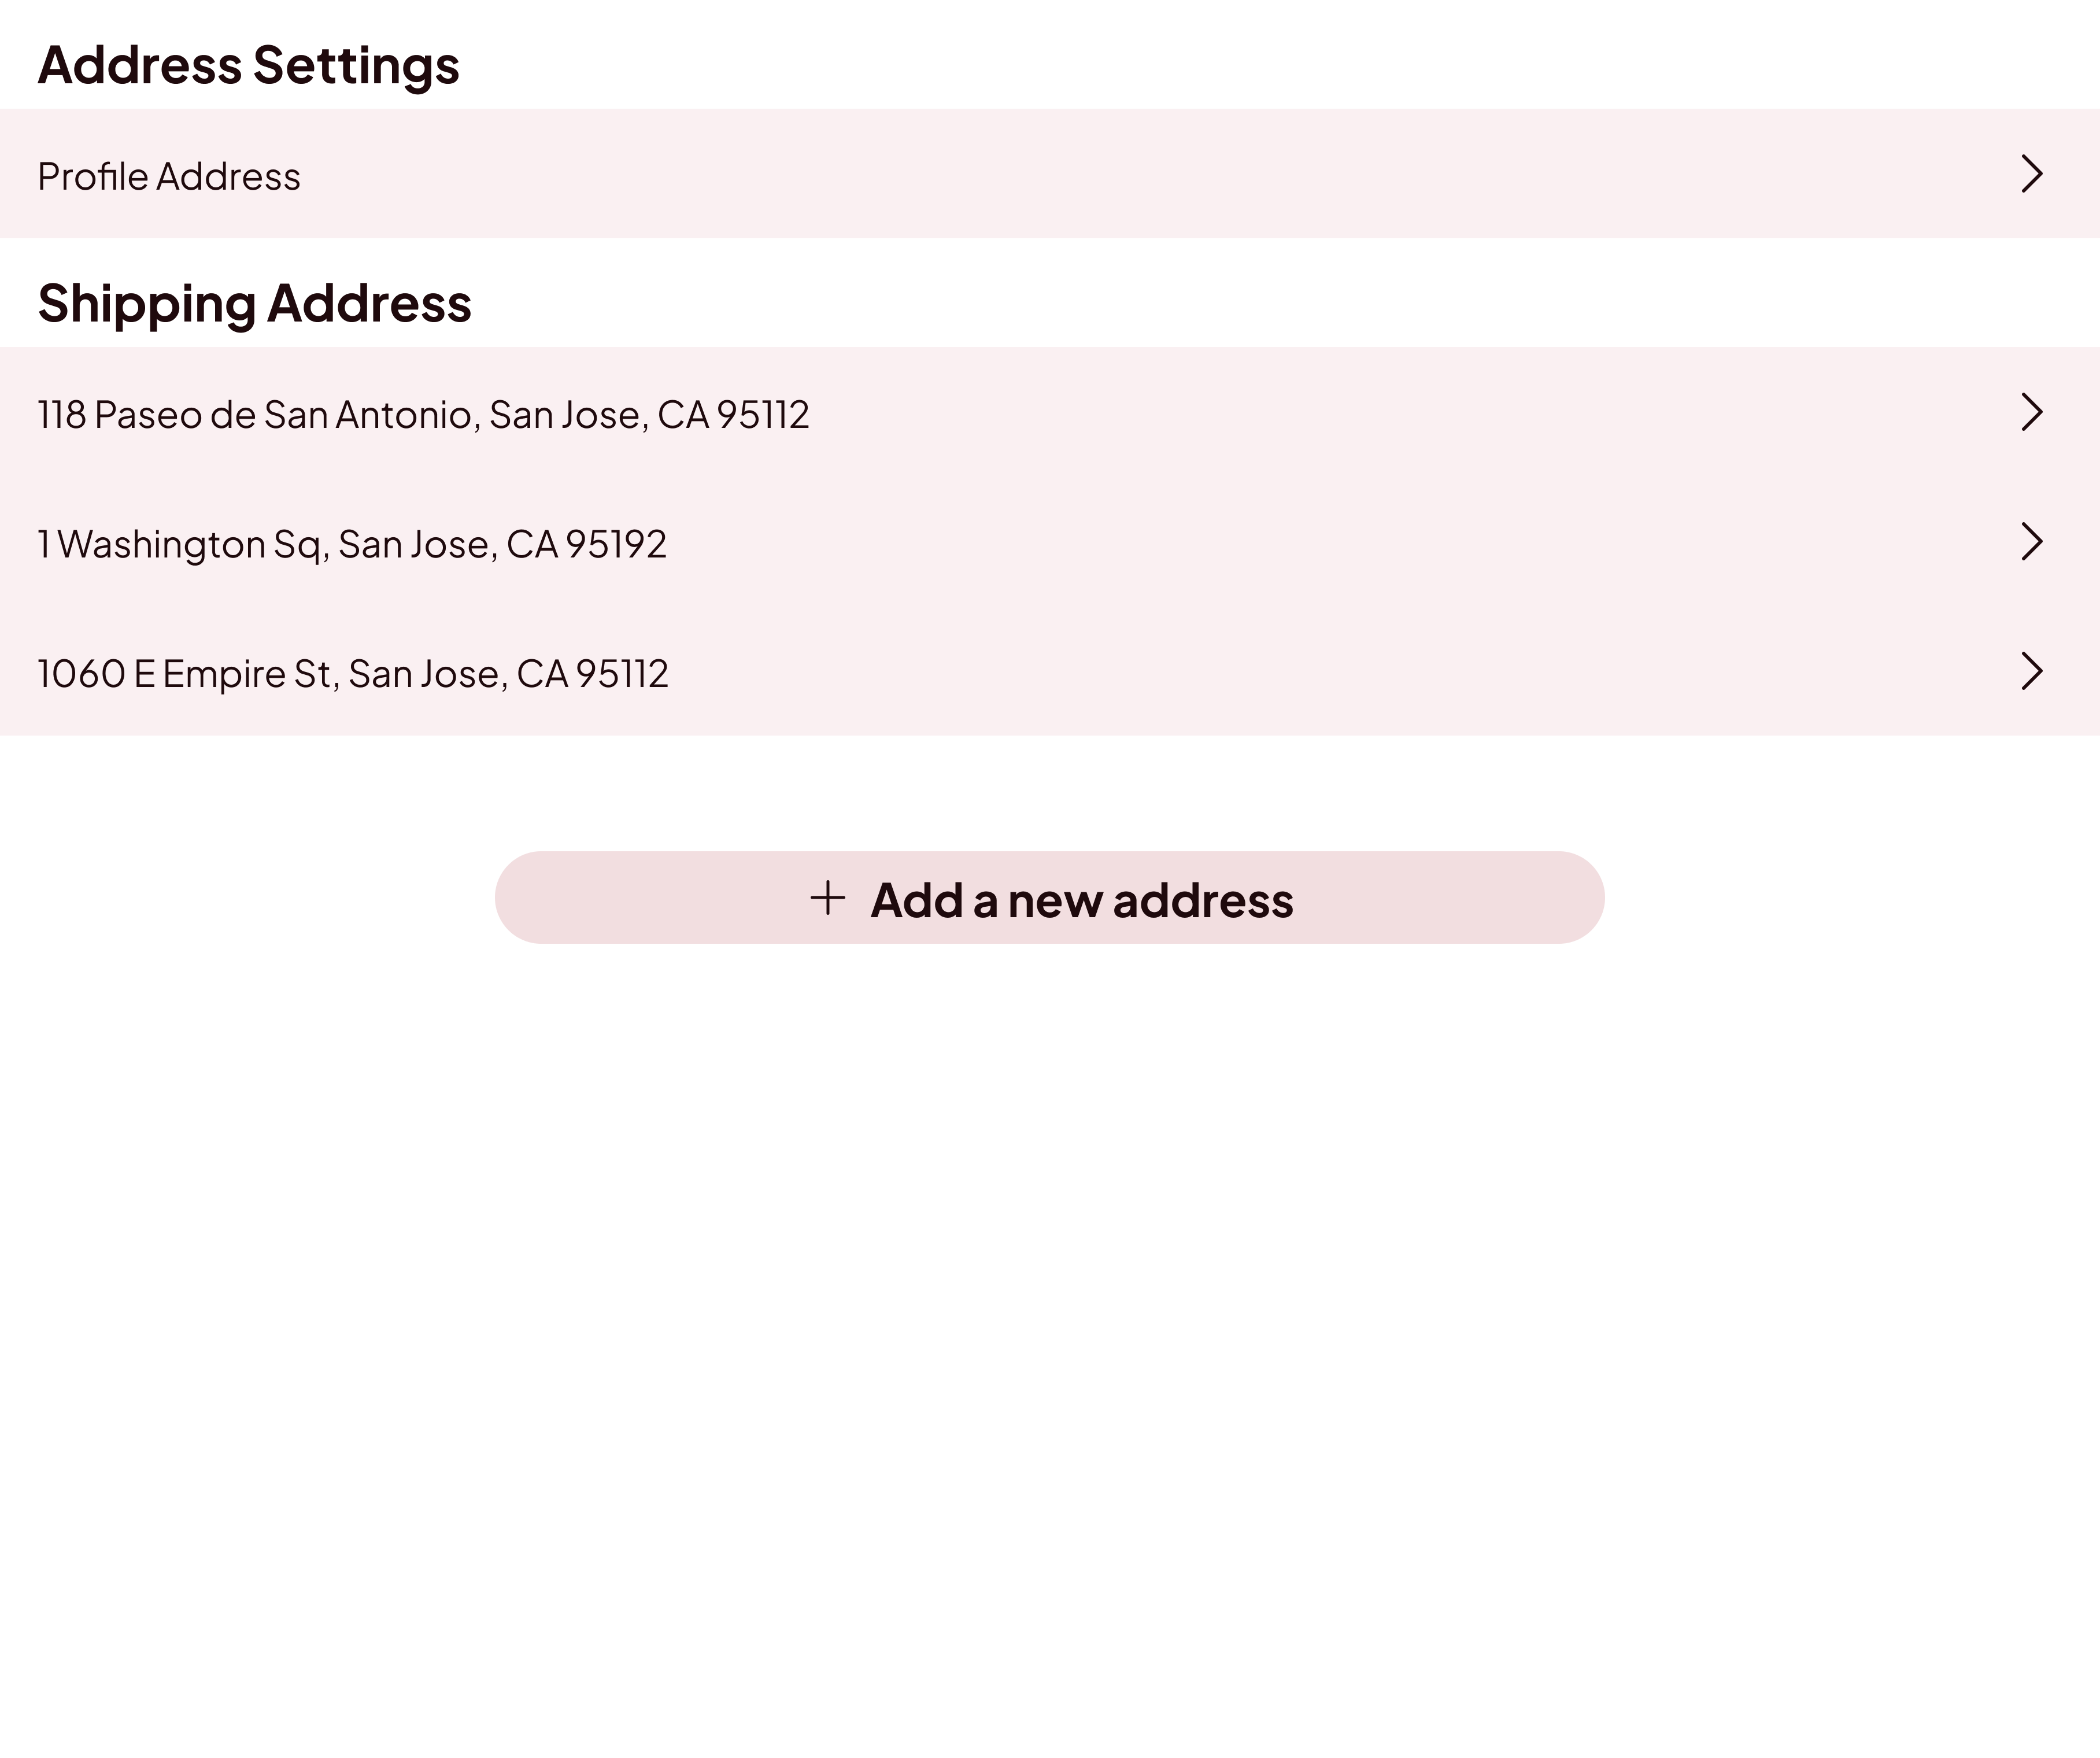 Address Settings
Profile Address
Shipping Address
118 Paseo de San Antonio, San Jose, CA 95112
1 Washington Sq, San Jose, CA 95192
1060 E Empire St, San Jose, CA 95112
Add a new address